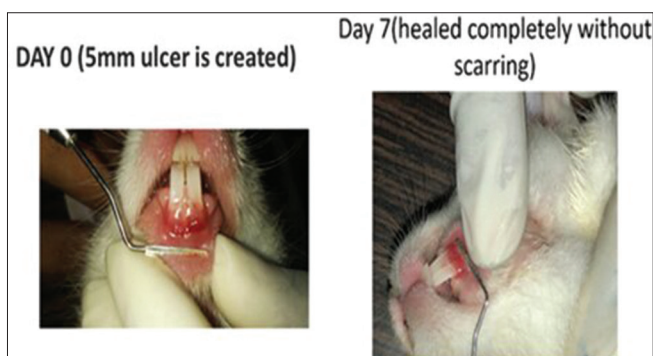 DAY 0 (5mm ulcer is created)
Day 7(healed completely without
scarring)